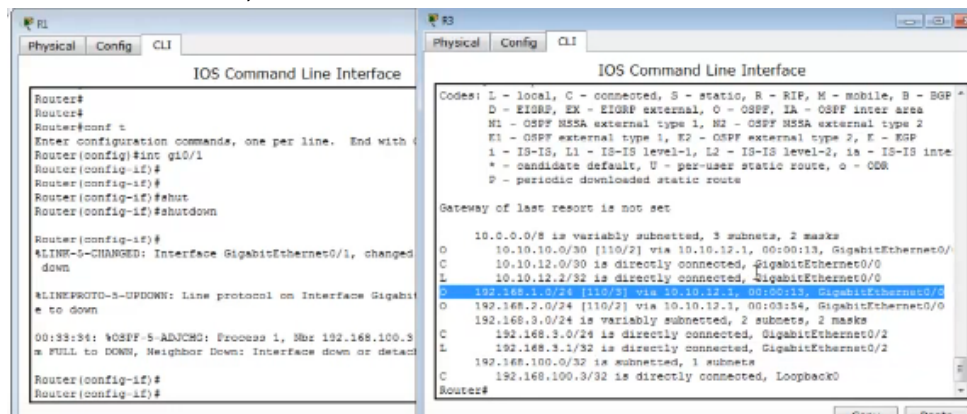 R1
Physical Config CLI
IOS Command Line Interface
Router#
Router#
Router#conf t
Enter configuration commands, one per line. End with
Router(config)#int gi0/1
Router(config-if)#
Router(config-if)#
Router(config-if)#shut
Router(config-if)#shutdown
Router(config-if)#
%LINK-5-CHANGED: Interface GigabitEthernet0/1, changed
down
%LINEPROTO-5-UPDOWN: Line protocol on Interface Gigabi
e to down
00:33:34: %OSPF-5-ADJCHG: Process 1, Nbr 192.168.100.3
m FULL to DOWN, Neighbor Down: Interface down or detac
Router(config-if)#
Router(config-if)#
R3
Physical Config CLI
IOS Command Line Interface
Codes: L - local, C - connected, S - static, R - RIP, M - mobile, B - BGP
D - EIGRP, EX - EIGRP external, O - OSPF, IA - OSPF inter area
N1 - OSPF NSSA external type 1, N2 - OSPF NSSA external type 2
E1 - OSPF external type 1, E2 - OSPF external type 2, E - EGP
i - IS-IS, L1 - IS-IS level-1, L2 - IS-IS level-2, ia - IS-IS inte
* - candidate default, U - per-user static route, o - ODR
P - periodic downloaded static route
Gateway of last resort is not set
10.0.0.0/8 is variably subnetted, 3 subnets, 2 masks
O 10.10.10.0/30 [110/2] via 10.10.12.1, 00:00:13, GigabitEthernet0/
C 10.10.12.0/30 is directly connected, GigabitEthernet0/0
L 10.10.12.2/32 is directly connected, GigabitEthernet0/0
O 192.168.1.0/24 [110/3] via 10.10.12.1, 00:00:13, GigabitEthernet0/0
O 192.168.2.0/24 [110/2] via 10.10.12.1, 00:03:54, GigabitEthernet0/0
192.168.3.0/24 is variably subnetted, 2 subnets, 2 masks
C 192.168.3.0/24 is directly connected, GigabitEthernet0/2
L 192.168.3.1/32 is directly connected, GigabitEthernet0/2
192.168.100.0/32 is subnetted, 1 subnets
C 192.168.100.3/32 is directly connected, Loopback0
Router#